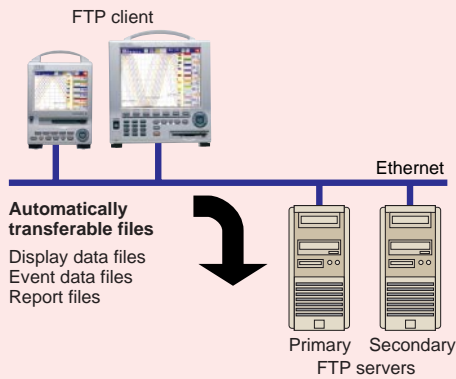 FTP client
Ethernet
Automatically
transferable files
Display data files
Event data files
Report files
Primary Secondary
FTP servers